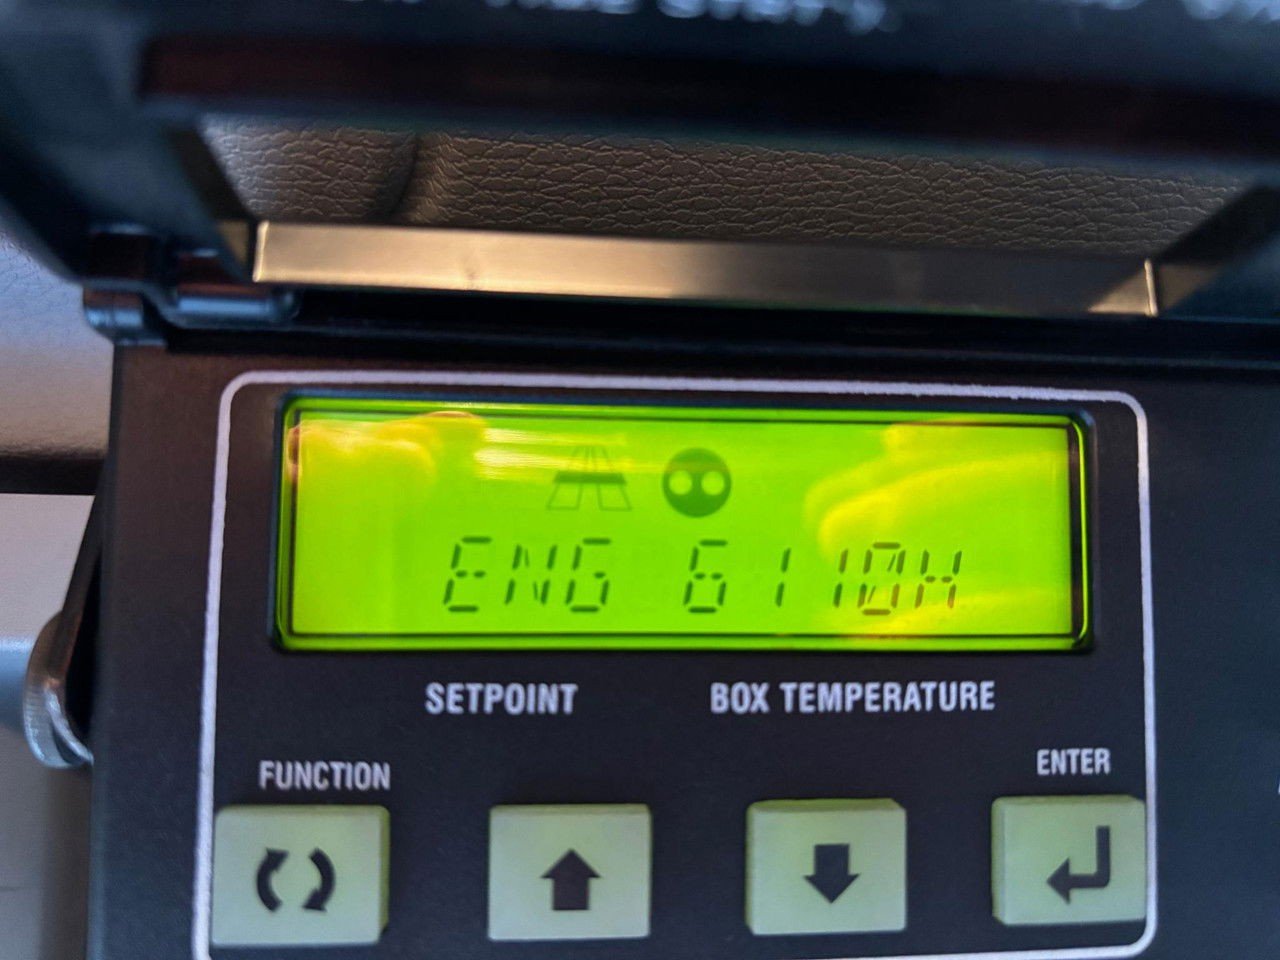 ENG 6110H
SETPOINT BOX TEMPERATURE
FUNCTION ENTER